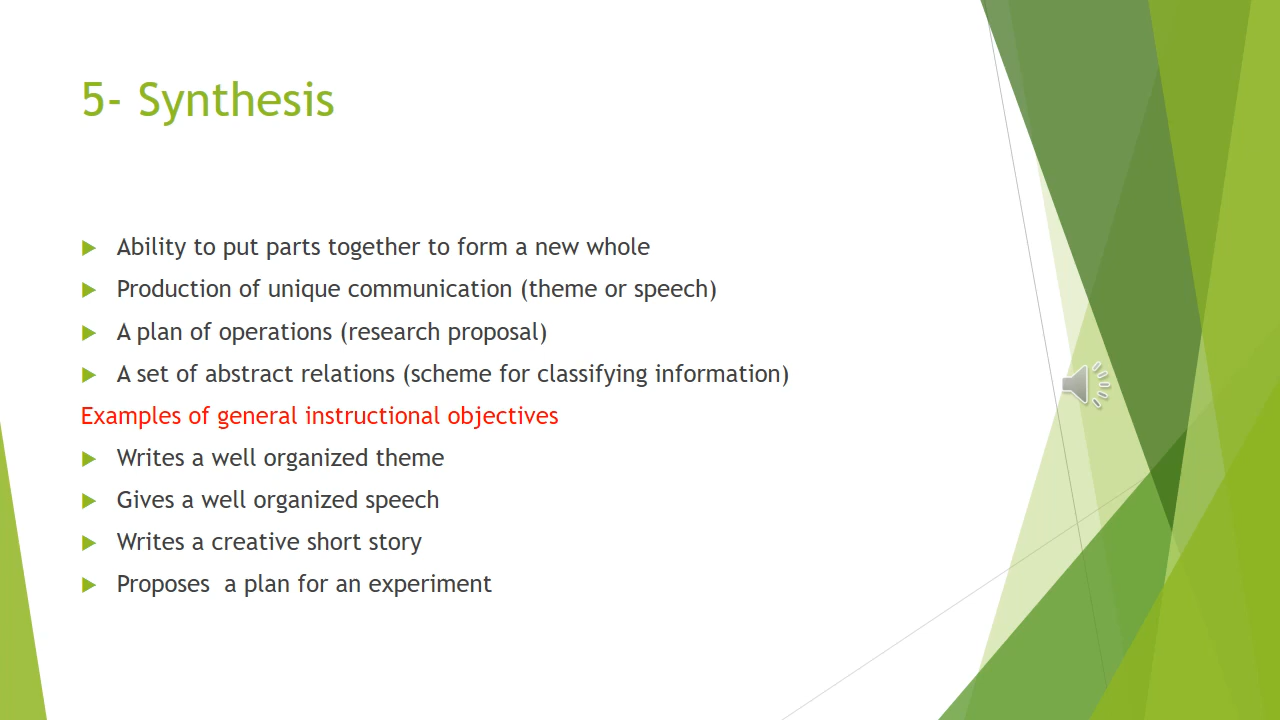 5- Synthesis
Ability to put parts together to form a new whole
Production of unique communication (theme or speech)
A plan of operations (research proposal)
A set of abstract relations (scheme for classifying information)
Examples of general instructional objectives
Writes a well organized theme
Gives a well organized speech
Writes a creative short story
Proposes  a plan for an experiment